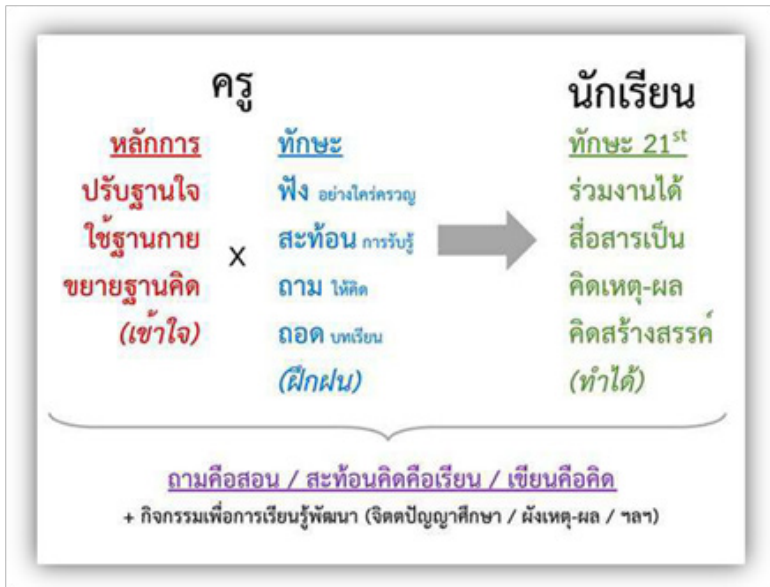 ครู
นักเรียน
หลักการ
ปรับฐานใจ
ใช้ฐานกาย
ขยายฐานคิด
(เข้าใจ)
x
ทักษะ
ฟัง อย่างใคร่ครวญ
สะท้อน การรับรู้
ถาม ให้คิด
ถอด บทเรียน
(ฝึกฝน)
ทักษะ 21st
ร่วมงานได้
สื่อสารเป็น
คิดเหตุ-ผล
คิดสร้างสรรค์
(ทำได้)
ถามคือสอน / สะท้อนคิดคือเรียน / เขียนคือคิด
+ กิจกรรมเพื่อการเรียนรู้พัฒนา (จิตตปัญญาศึกษา / ผังเหตุ-ผล / ฯลฯ)